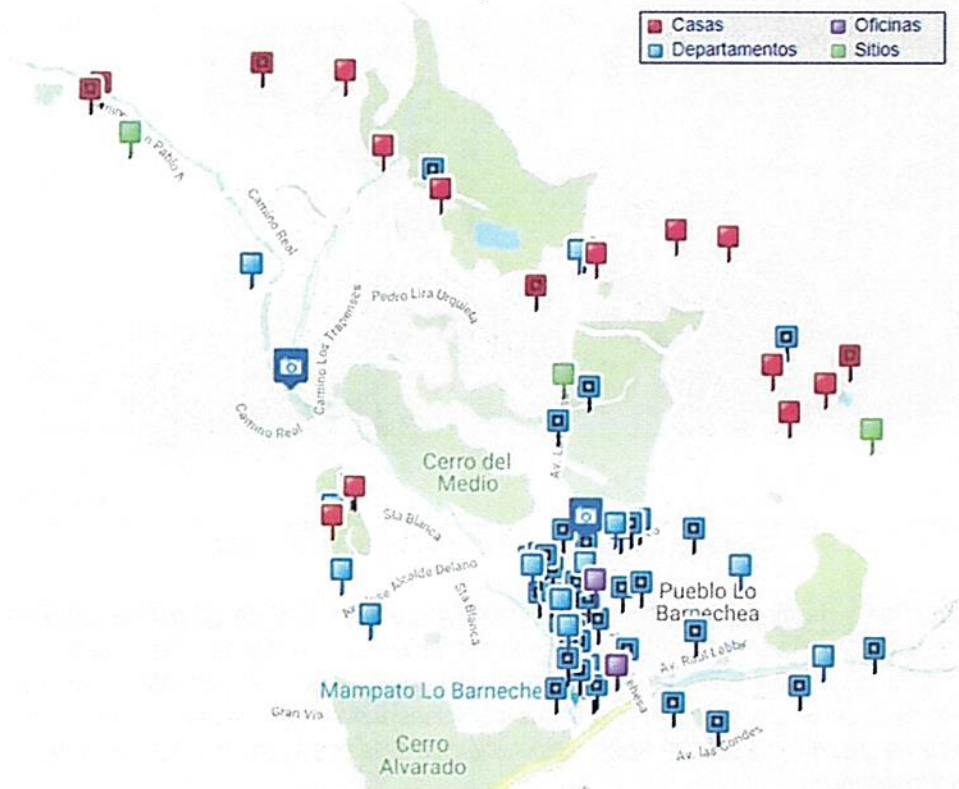 Casas
Oficinas
Departamentos
Sitios
n Pablo A
Camino Real
Pedro Lira Urquieta
Camino Los Trapenses
Camino Real
Av. L
Cerro del
Medio
Sta Blanca
Alcalde Delano
Sta Blanca
Pueblo Lo
Barnechea
Av. Raúl Labbé
Mampato Lo Barneche
Gran Vía
Av. las Condes
Cerro
Alvarado